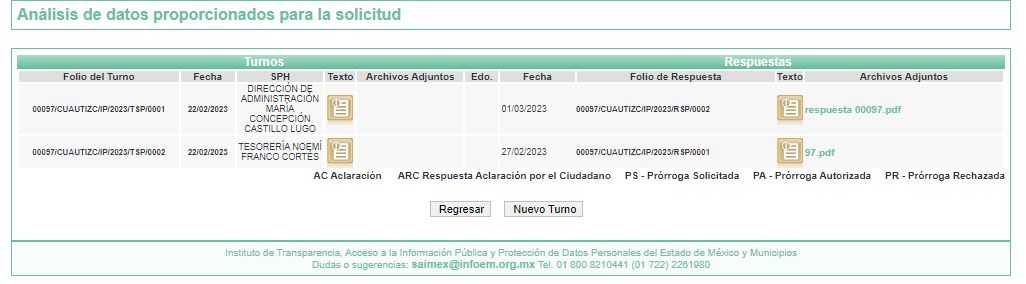 Análisis de datos proporcionados para la solicitud
Turnos Respuestas
Folio del Turno Fecha SPH Texto Archivos Adjuntos Edo. Fecha Folio de Respuesta Texto Archivos Adjuntos
00097/CUAUTIZC/IP/2023/TSP/0001 22/02/2023 DIRECCIÓN DE
ADMINISTRACIÓN
MARÍA
CONCEPCIÓN
CASTILLO LUGO
01/03/2023 00097/CUAUTIZC/IP/2023/RSP/0002 respuesta 00097.pdf
00097/CUAUTIZC/IP/2023/TSP/0002 22/02/2023 TESORERÍA NOEMÍ
FRANCO CORTÉS
27/02/2023 00097/CUAUTIZC/IP/2023/RSP/0001 97.pdf
AC Aclaración ARC Respuesta Aclaración por el Ciudadano PS - Prórroga Solicitada PA - Prórroga Autorizada PR - Prórroga Rechazada
Regresar Nuevo Turno
Instituto de Transparencia, Acceso a la Información Pública y Protección de Datos Personales del Estado de México y Municipios
Dudas o sugerencias: saimex@infoem.org.mx Tel. 01 800 8210441 (01 722) 2261980